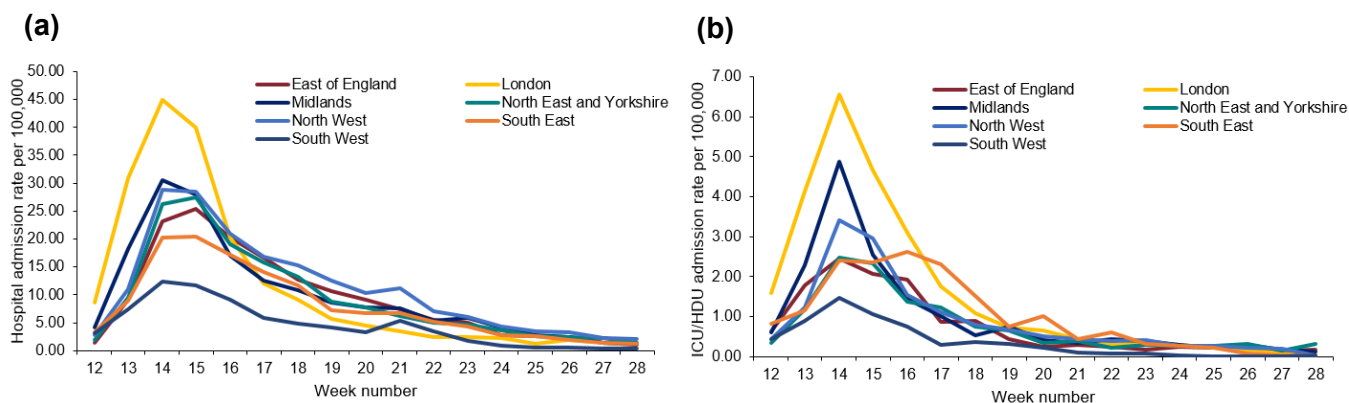 (a)
Hospital admission rate per 100,000
50.00
45.00
40.00
35.00
30.00
25.00
20.00
15.00
10.00
5.00
0.00
East of England
London
Midlands
North East and Yorkshire
North West
South East
South West
12 13 14 15 16 17 18 19 20 21 22 23 24 25 26 27 28
Week number
(b)
ICU/HDU admission rate per 100,000
7.00
6.00
5.00
4.00
3.00
2.00
1.00
0.00
East of England
London
Midlands
North East and Yorkshire
North West
South East
South West
12 13 14 15 16 17 18 19 20 21 22 23 24 25 26 27 28
Week number